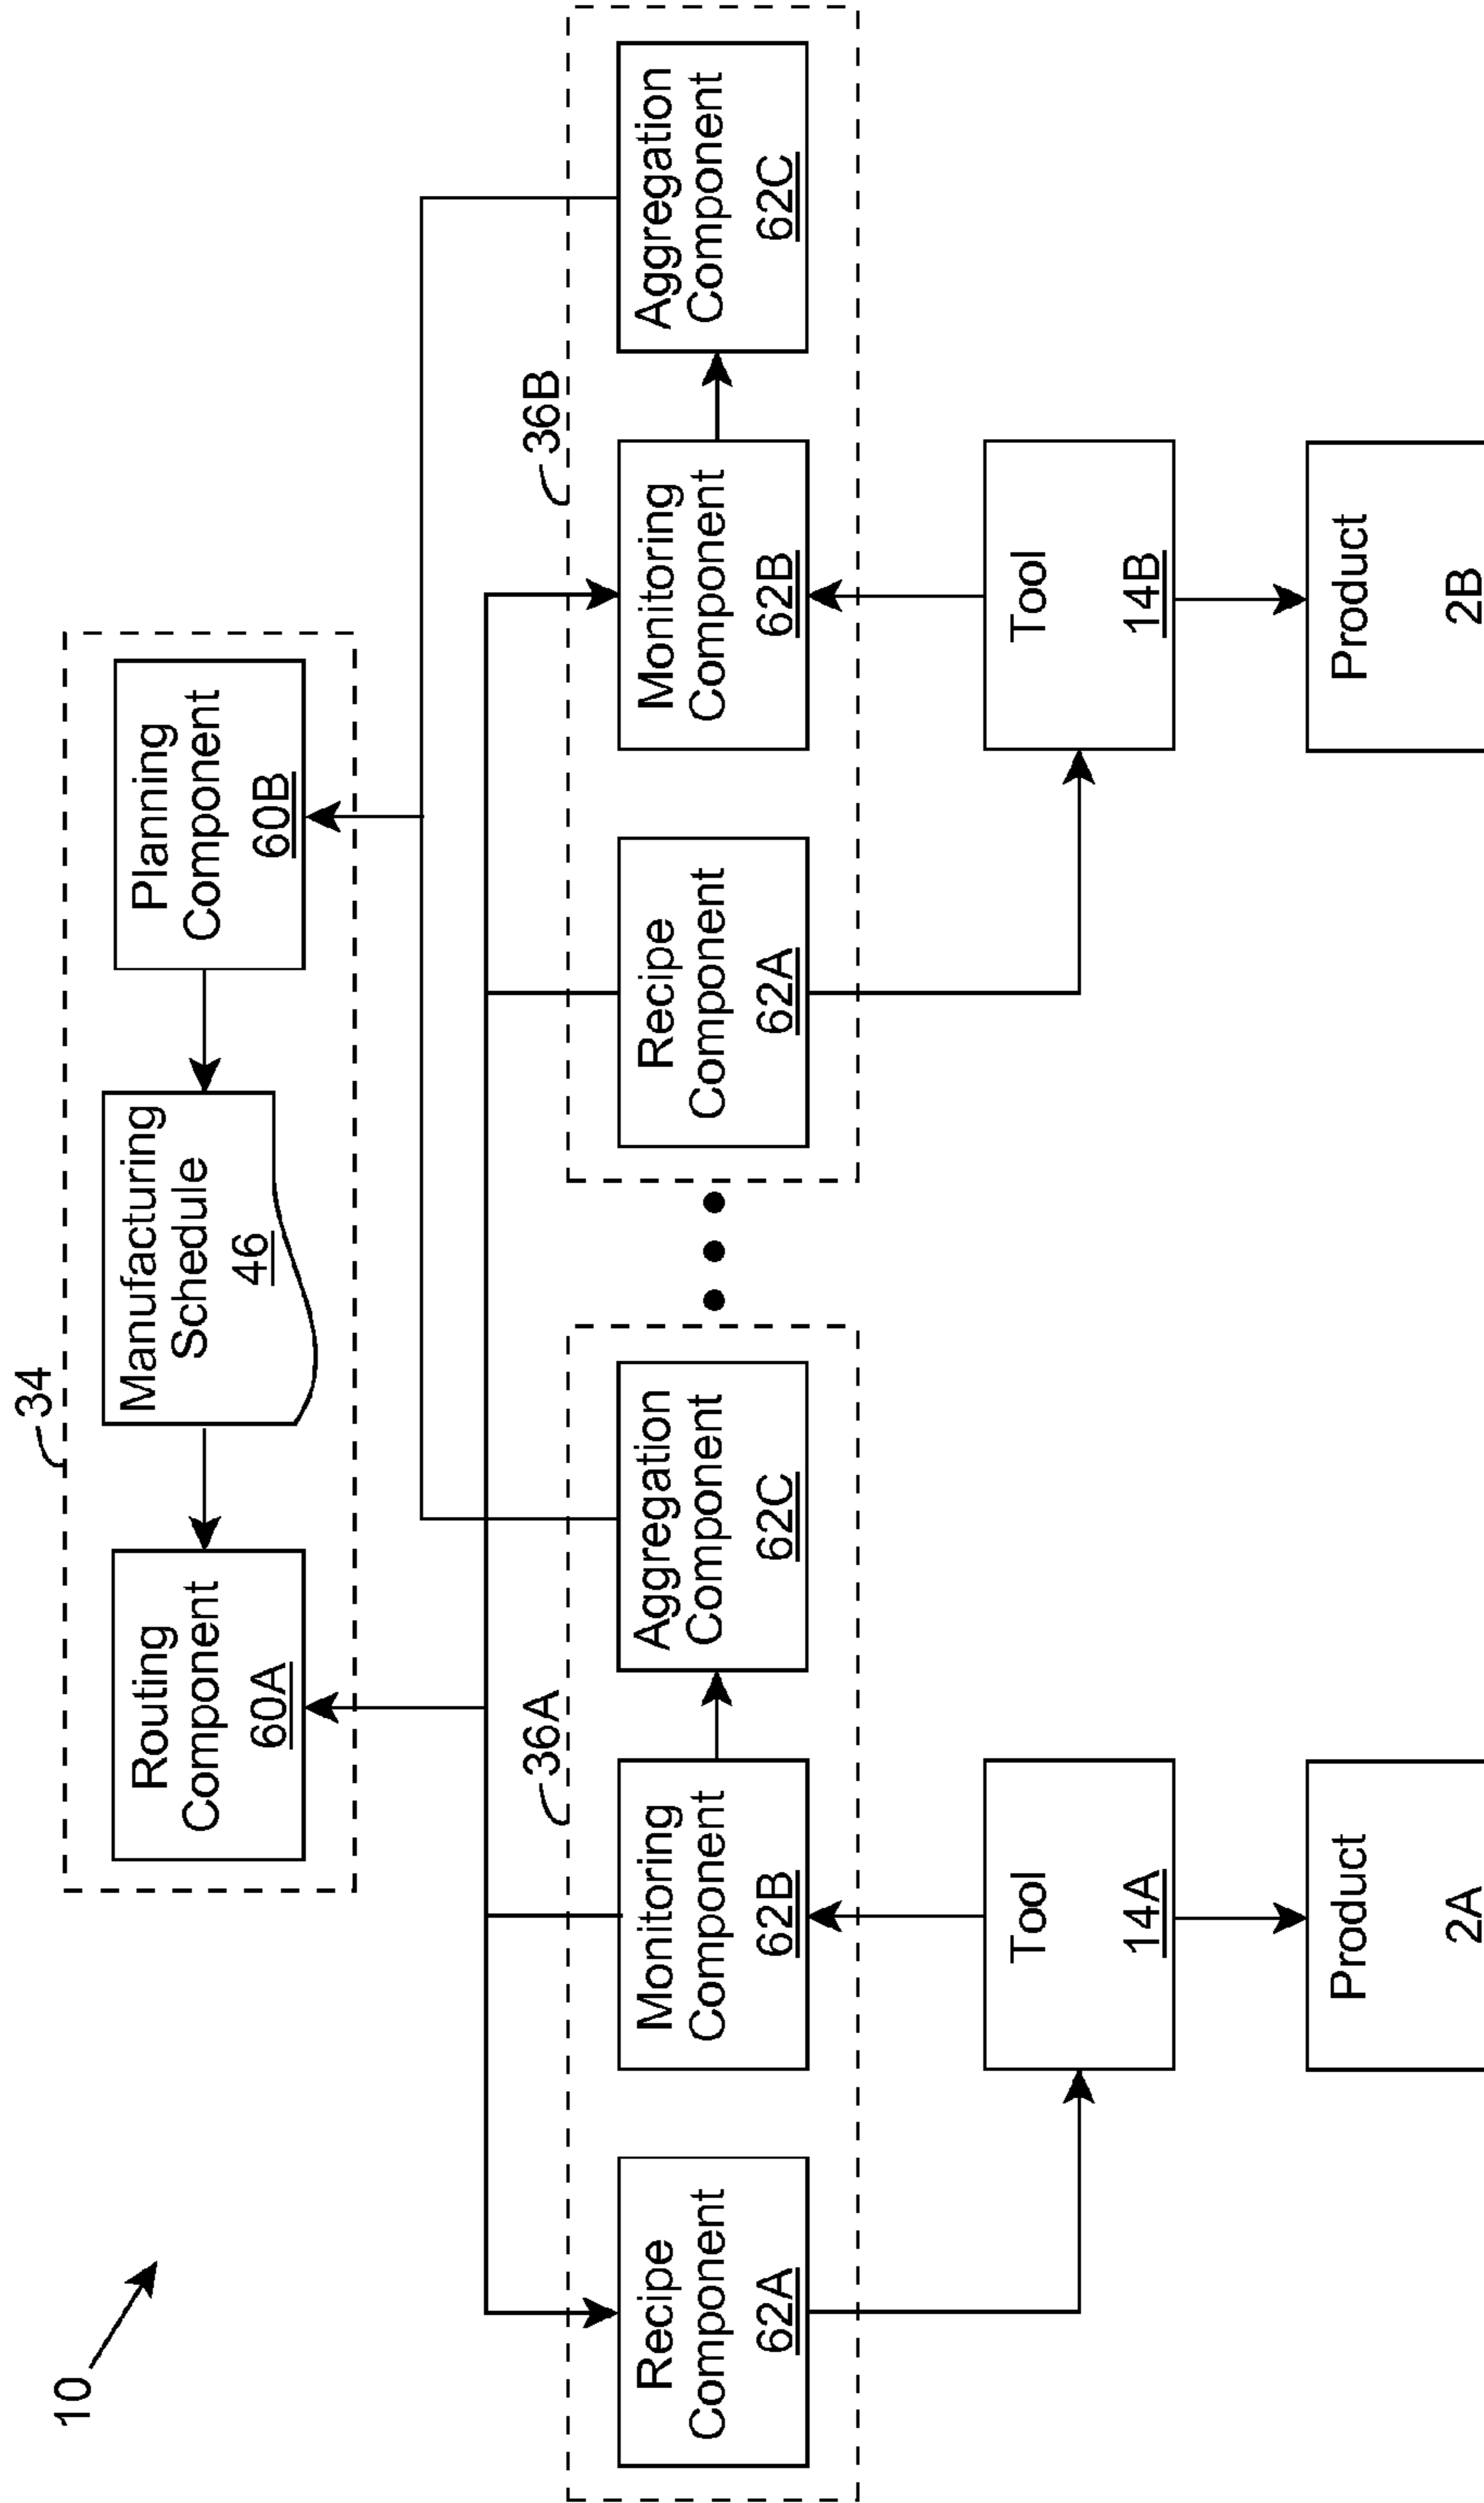 10
34
Routing
Component
60A
Manufacturing
Schedule
46
Planning
Component
60B
36A
36B
Recipe
Component
62A
Monitoring
Component
62B
Aggregation
Component
62C
Recipe
Component
62A
Monitoring
Component
62B
Aggregation
Component
62C
Tool
14A
Tool
14B
Product
2A
Product
2B